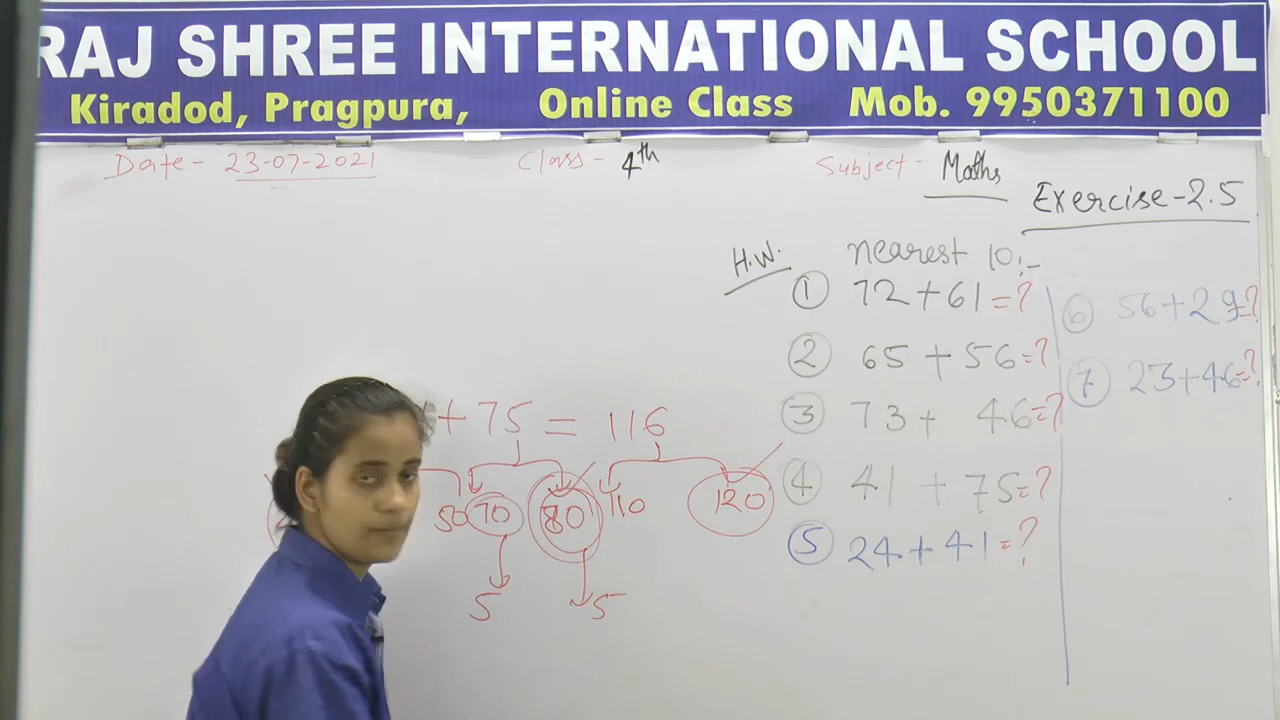 RAJ SHREE INTERNATIONAL SCHOOL
Kiradod, Pragpura, Online Class Mob. 9950371100
Date - 23-07-2021 Class - 4th Subject - Maths
Exercise-2.5
H.W. nearest 10:-
① 72+61=?
② 65+56=?
③ 73+ 46=?
④ 41+75=?
⑤ 24+41=?
⑥ 56+29=?
⑦ 23+46=?
+ 75 = 116
50 70 80 110 120
5 5